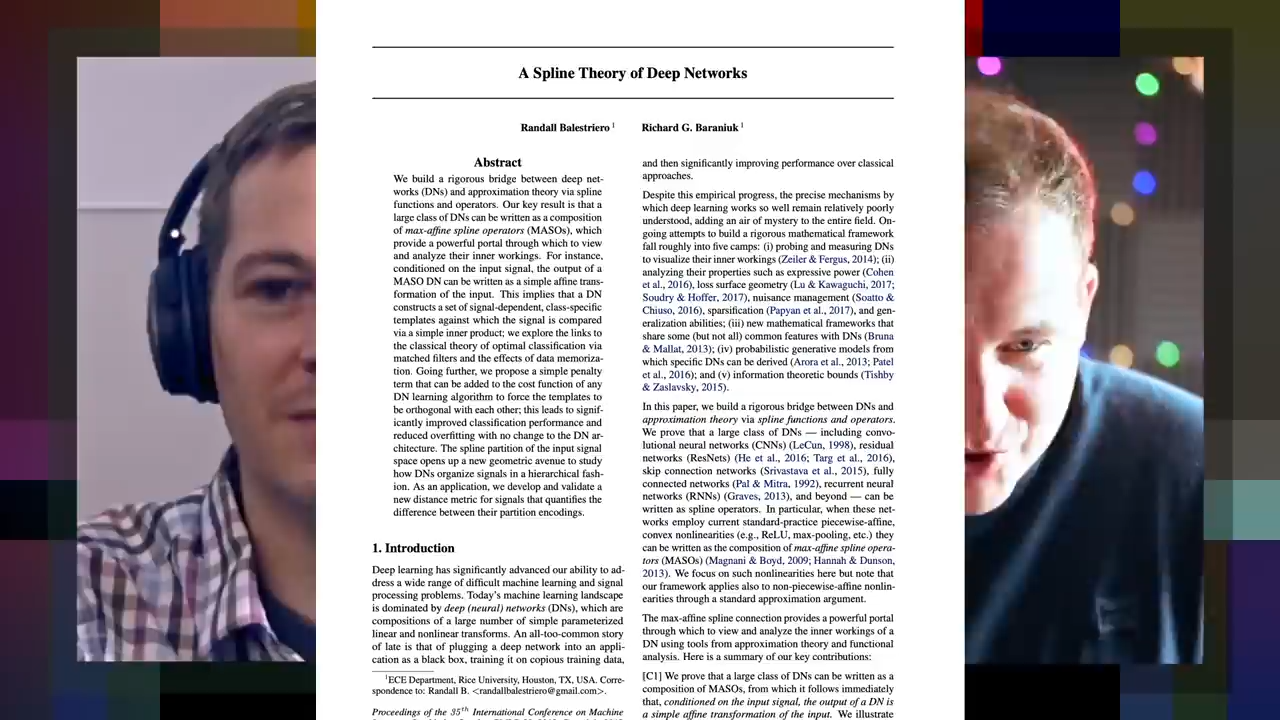 A Spline Theory of Deep Networks
Randall Balestriero 1
Richard G. Baraniuk 1
Abstract
We build a rigorous bridge between deep net-
works (DNs) and approximation theory via spline
functions and operators. Our key result is that a
large class of DNs can be written as a composition
of max-affine spline operators (MASOs), which
provide a powerful portal through which to view
and analyze their inner workings. For instance,
conditioned on the input signal, the output of a
MASO DN can be written as a simple affine trans-
formation of the input. This implies that a DN
constructs a set of signal-dependent, class-specific
templates against which the signal is compared
via a simple inner product; we explore the links to
the classical theory of optimal classification via
matched filters and the effects of data memoriza-
tion. Going further, we propose a simple penalty
term that can be added to the cost function of any
DN learning algorithm to force the templates to
be orthogonal with each other; this leads to signif-
icantly improved classification performance and
reduced overfitting with no change to the DN ar-
chitecture. The spline partition of the input signal
space opens up a new geometric avenue to study
how DNs organize signals in a hierarchical fash-
ion. As an application, we develop and validate a
new distance metric for signals that quantifies the
difference between their partition encodings.
1. Introduction
Deep learning has significantly advanced our ability to ad-
dress a wide range of difficult machine learning and signal
processing problems. Today's machine learning landscape
is dominated by deep (neural) networks (DNs), which are
compositions of a large number of simple parameterized
linear and nonlinear transforms. An all-too-common story
of late is that of plugging a deep network into an appli-
cation as a black box, training it on copious training data,
1ECE Department, Rice University, Houston, TX, USA. Corre-
spondence to: Randall B. <randallbalestriero@gmail.com>.
Proceedings of the 35th International Conference on Machine
and then significantly improving performance over classical
approaches.
Despite this empirical progress, the precise mechanisms by
which deep learning works so well remain relatively poorly
understood, adding an air of mystery to the entire field. On-
going attempts to build a rigorous mathematical framework
fall roughly into five camps: (i) probing and measuring DNs
to visualize their inner workings (Zeiler & Fergus, 2014); (ii)
analyzing their properties such as expressive power (Cohen
et al., 2016), loss surface geometry (Lu & Kawaguchi, 2017;
Soudry & Hoffer, 2017), nuisance management (Soatto &
Chiuso, 2016), sparsification (Papyan et al., 2017), and gen-
eralization abilities; (iii) new mathematical frameworks that
share some (but not all) common features with DNs (Bruna
& Mallat, 2013); (iv) probabilistic generative models from
which specific DNs can be derived (Arora et al., 2013; Patel
et al., 2016); and (v) information theoretic bounds (Tishby
& Zaslavsky, 2015).
In this paper, we build a rigorous bridge between DNs and
approximation theory via spline functions and operators.
We prove that a large class of DNs — including convo-
lutional neural networks (CNNs) (LeCun, 1998), residual
networks (ResNets) (He et al., 2016; Targ et al., 2016),
skip connection networks (Srivastava et al., 2015), fully
connected networks (Pal & Mitra, 1992), recurrent neural
networks (RNNs) (Graves, 2013), and beyond — can be
written as spline operators. In particular, when these net-
works employ current standard-practice piecewise-affine,
convex nonlinearities (e.g., ReLU, max-pooling, etc.) they
can be written as the composition of max-affine spline opera-
tors (MASOs) (Magnani & Boyd, 2009; Hannah & Dunson,
2013). We focus on such nonlinearities here but note that
our framework applies also to non-piecewise-affine nonlin-
earities through a standard approximation argument.
The max-affine spline connection provides a powerful portal
through which to view and analyze the inner workings of a
DN using tools from approximation theory and functional
analysis. Here is a summary of our key contributions:
[C1] We prove that a large class of DNs can be written as a
composition of MASOs, from which it follows immediately
that, conditioned on the input signal, the output of a DN is
a simple affine transformation of the input. We illustrate